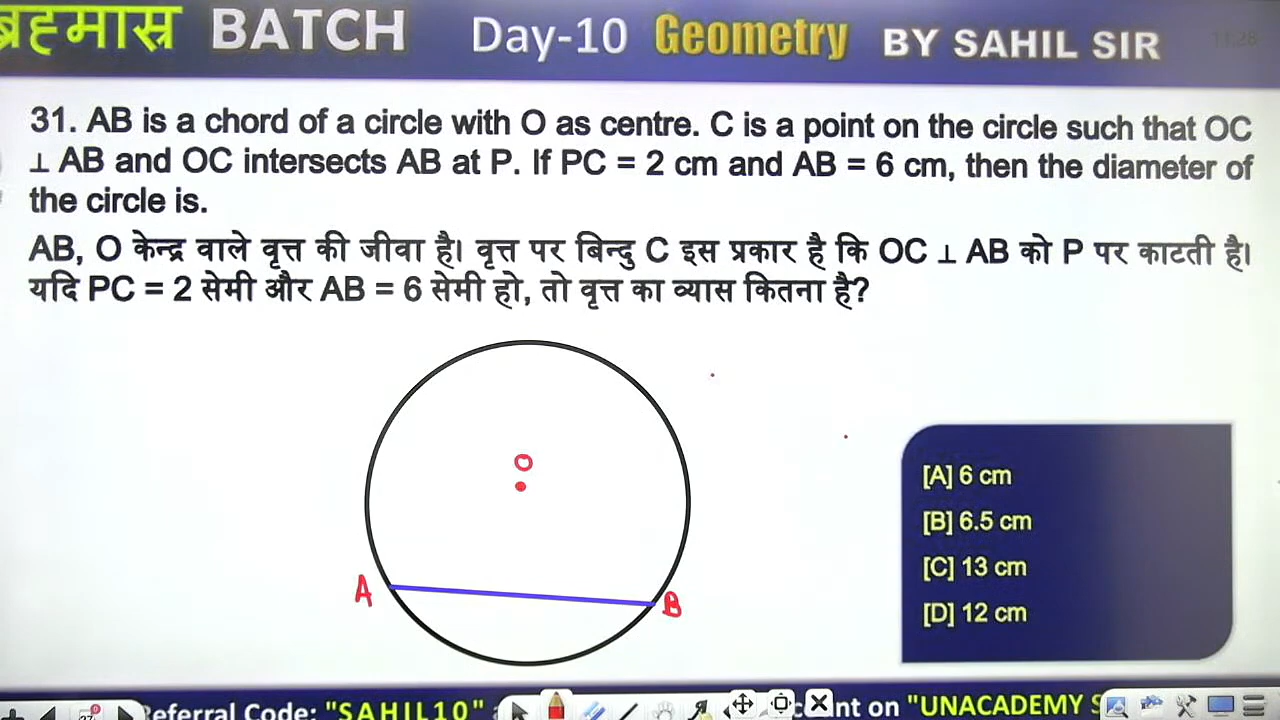 ब्रह्मास्र BATCH Day-10 Geometry BY SAHIL SIR 11:28
31. AB is a chord of a circle with O as centre. C is a point on the circle such that OC
⊥ AB and OC intersects AB at P. If PC = 2 cm and AB = 6 cm, then the diameter of
the circle is.
AB, O केन्द्र वाले वृत्त की जीवा है। वृत्त पर बिन्दु C इस प्रकार है कि OC ⊥ AB को P पर काटती है।
यदि PC = 2 सेमी और AB = 6 सेमी हो, तो वृत्त का व्यास कितना है?
O
A
B
[A] 6 cm
[B] 6.5 cm
[C] 13 cm
[D] 12 cm
eferral Code: "SAHIL10"
nt on "UNACADEMY S